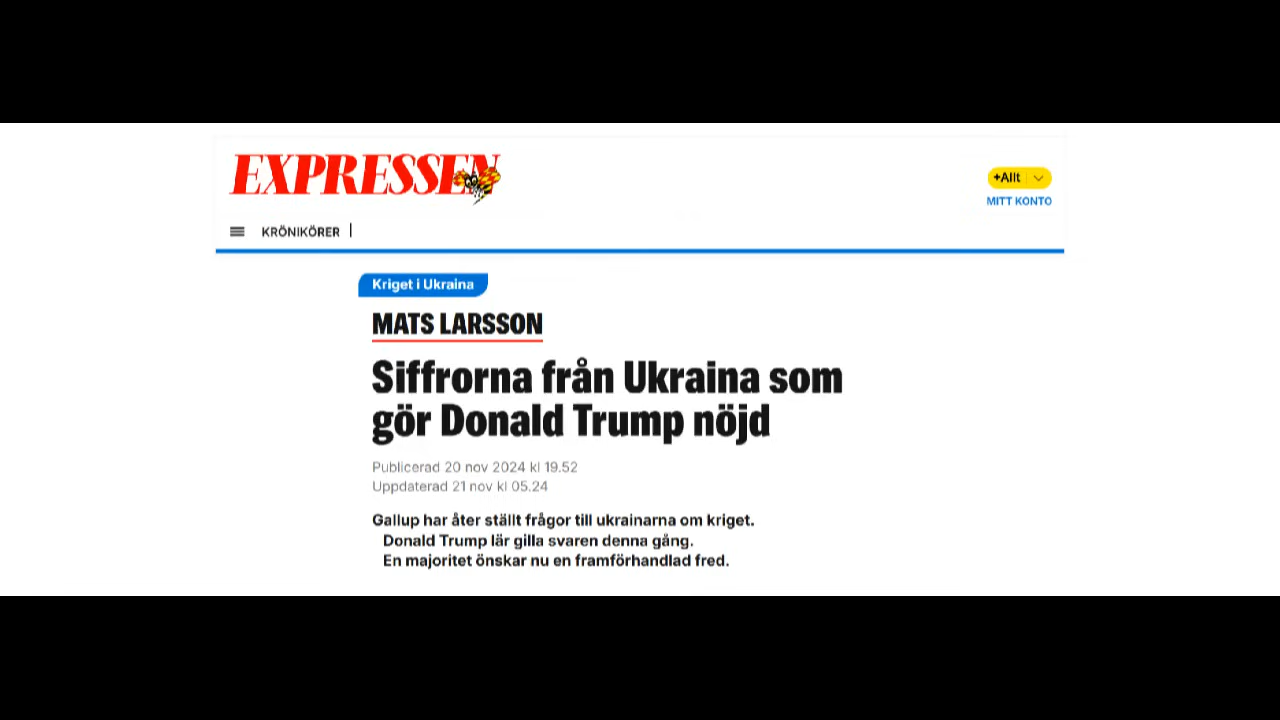 EXPRESSEN
+Allt
MITT KONTO
KRÖNIKÖRER
Kriget i Ukraina
MATS LARSSON
Siffrorna från Ukraina som
gör Donald Trump nöjd
Publicerad 20 nov 2024 kl 19.52
Uppdaterad 21 nov kl 05.24
Gallup har åter ställt frågor till ukrainarna om kriget.
Donald Trump lär gilla svaren denna gång.
En majoritet önskar nu en framförhandlad fred.